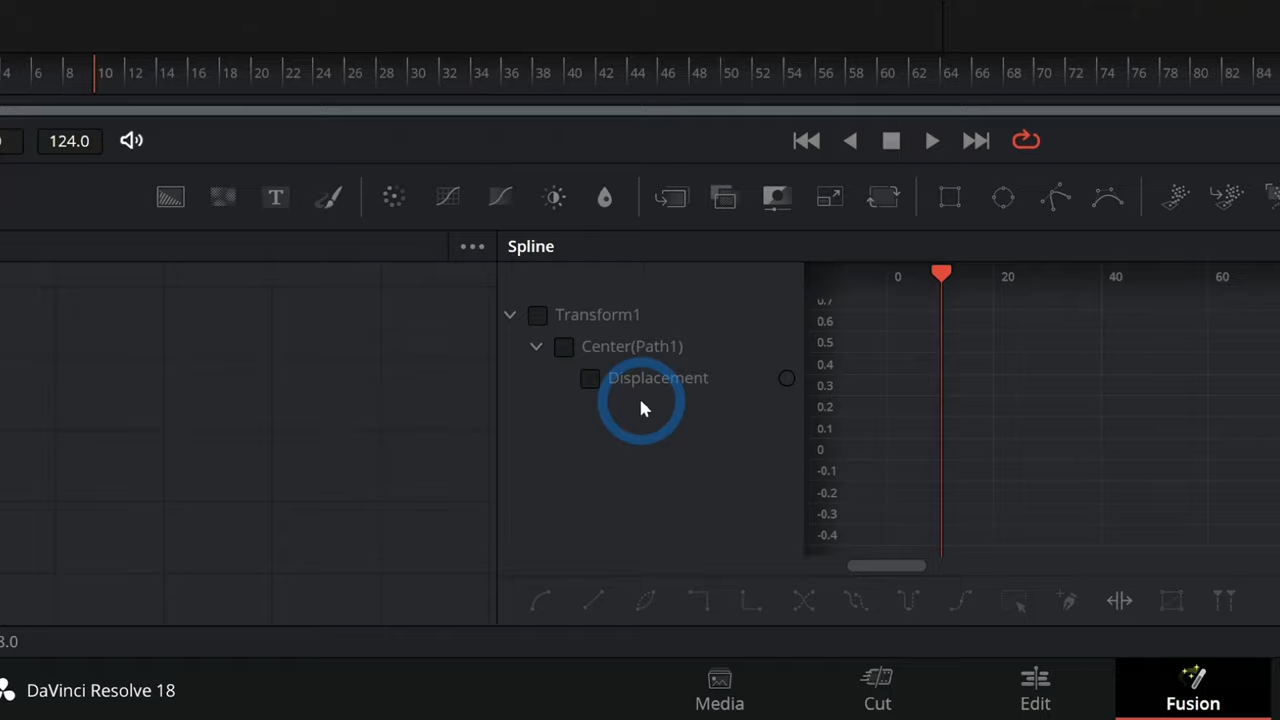 4 6 8 10 12 14 16 18 20 22 24 26 28 30 32 34 36 38 40 42 44 46 48 50 52 54 56 58 60 62 64 66 68 70 72 74 76 78 80 82 84
124.0
T
Spline
0 20 40 60
Transform1
Center(Path1)
Displacement
0.7
0.6
0.5
0.4
0.3
0.2
0.1
0
-0.1
-0.2
-0.3
-0.4
8.0
DaVinci Resolve 18
Media
Cut
Edit
Fusion